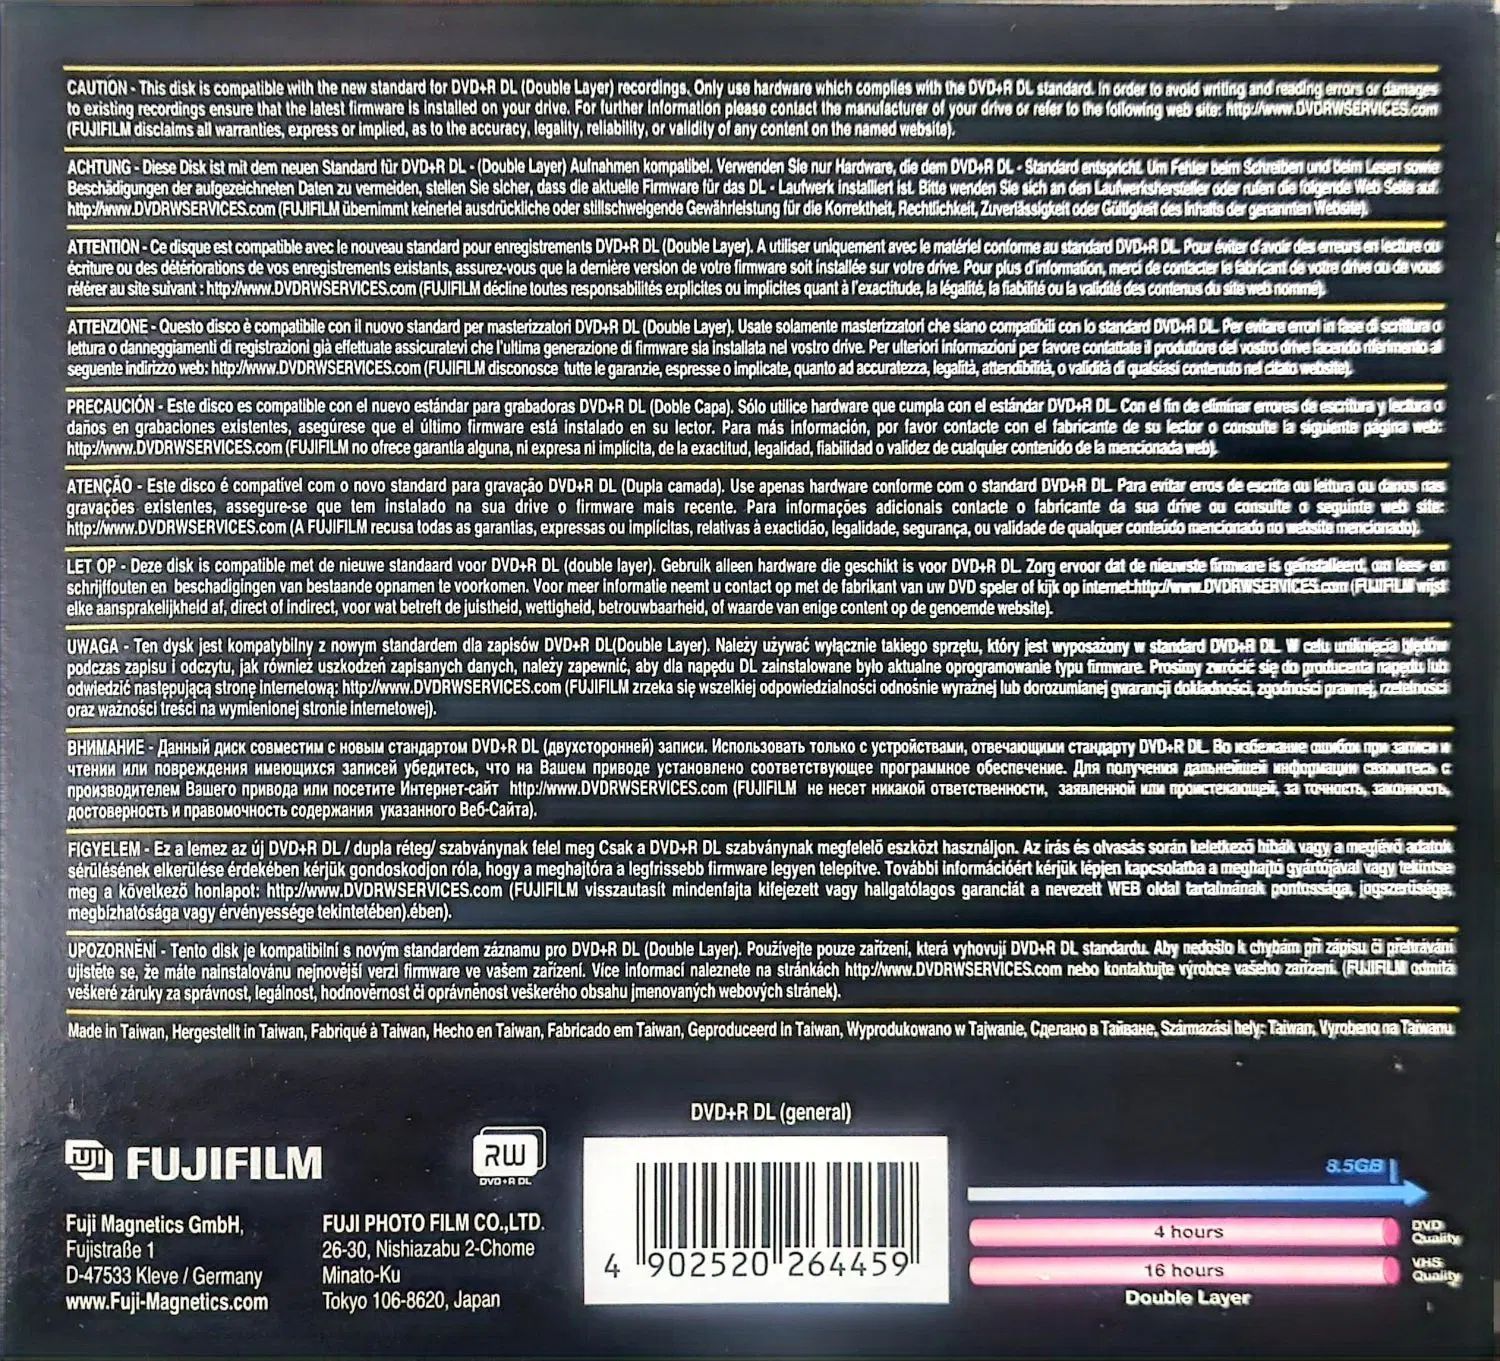 CAUTION - This disk is compatible with the new standard for DVD+R DL (Double Layer) recordings. Only use hardware which complies with the DVD+R DL standard. In order to avoid writing and reading errors or damages
to existing recordings ensure that the latest firmware is installed on your drive. For further information please contact the manufacturer of your drive or refer to the following web site: http://www.DVDRWSERVICES.com
(FUJIFILM disclaims all warranties, express or implied, as to the accuracy, legality, reliability, or validity of any content on the named website).
ACHTUNG - Diese Disk ist mit dem neuen Standard für DVD+R DL - (Double Layer) Aufnahmen kompatibel. Verwenden Sie nur Hardware, die dem DVD+R DL - Standard entspricht. Um Fehler beim Schreiben und beim Lesen sowie
Beschädigungen der aufgezeichneten Daten zu vermeiden, stellen Sie sicher, dass die aktuelle Firmware für das DL - Laufwerk installiert ist. Bitte wenden Sie sich an den Laufwerkshersteller oder rufen die folgende Web Seite auf.
http://www.DVDRWSERVICES.com (FUJIFILM übernimmt keinerlei ausdrückliche oder stillschweigende Gewährleistung für die Korrektheit, Rechtlichkeit, Zuverlässigkeit oder Gültigkeit des Inhalts der genannten Website).
ATTENTION - Ce disque est compatible avec le nouveau standard pour enregistrements DVD+R DL (Double Layer). A utiliser uniquement avec le matériel conforme au standard DVD+R DL. Pour éviter d'avoir des erreurs en lecture ou
écriture ou des détériorations de vos enregistrements existants, assurez-vous que la dernière version de votre firmware soit installée sur votre drive. Pour plus d'information, merci de contacter le fabricant de votre drive ou de vous
référer au site suivant : http://www.DVDRWSERVICES.com (FUJIFILM décline toutes responsabilités explicites ou implicites quant à l'exactitude, la légalité, la fiabilité ou la validité des contenus du site web nommé).
ATTENZIONE - Questo disco è compatibile con il nuovo standard per masterizzatori DVD+R DL (Double Layer). Usate solamente masterizzatori che siano compatibili con lo standard DVD+R DL. Per evitare errori in fase di scrittura o
lettura o danneggiamenti di registrazioni già effettuate assicuratevi che l'ultima generazione di firmware sia installata nel vostro drive. Per ulteriori informazioni per favore contattate il produttore del vostro drive facendo riferimento al
seguente indirizzo web: http://www.DVDRWSERVICES.com (FUJIFILM disconosce tutte le garanzie, espresse o implicate, quanto ad accuratezza, legalità, attendibilità, o validità di qualsiasi contenuto nel citato website).
PRECAUCIÓN - Este disco es compatible con el nuevo estándar para grabadoras DVD+R DL (Doble Capa). Sólo utilice hardware que cumpla con el estándar DVD+R DL. Con el fin de eliminar errores de escritura y lectura o
daños en grabaciones existentes, asegúrese que el último firmware está instalado en su lector. Para más información, por favor contacte con el fabricante de su lector o consulte la siguiente página web:
http://www.DVDRWSERVICES.com (FUJIFILM no ofrece garantía alguna, ni expresa ni implícita, de la exactitud, legalidad, fiabilidad o validez de cualquier contenido de la mencionada web).
ATENÇÃO - Este disco é compatível com o novo standard para gravação DVD+R DL (Dupla camada). Use apenas hardware conforme com o standard DVD+R DL. Para evitar erros de escrita ou leitura ou danos nas
gravações existentes, assegure-se que tem instalado na sua drive o firmware mais recente. Para informações adicionais contacte o fabricante da sua drive ou consulte o seguinte web site:
http://www.DVDRWSERVICES.com (A FUJIFILM recusa todas as garantias, expressas ou implícitas, relativas à exactidão, legalidade, segurança, ou validade de qualquer conteúdo mencionado no website mencionado).
LET OP - Deze disk is compatible met de nieuwe standaard voor DVD+R DL (double layer). Gebruik alleen hardware die geschikt is voor DVD+R DL. Zorg ervoor dat de nieuwste firmware is geïnstalleerd, om lees- en
schrijffouten en beschadigingen van bestaande opnamen te voorkomen. Voor meer informatie neemt u contact op met de fabrikant van uw DVD speler of kijk op internet:http://www.DVDRWSERVICES.com (FUJIFILM wijst
elke aansprakelijkheid af, direct of indirect, voor wat betreft de juistheid, wettigheid, betrouwbaarheid, of waarde van enige content op de genoemde website).
UWAGA - Ten dysk jest kompatybilny z nowym standardem dla zapisów DVD+R DL(Double Layer). Należy używać wyłącznie takiego sprzętu, który jest wyposażony w standard DVD+R DL. W celu uniknięcia błędów
podczas zapisu i odczytu, jak również uszkodzeń zapisanych danych, należy zapewnić, aby dla napędu DL zainstalowane było aktualne oprogramowanie typu firmware. Prosimy zwrócić się do producenta napędu lub
odwiedzić następującą stronę internetową: http://www.DVDRWSERVICES.com (FUJIFILM zrzeka się wszelkiej odpowiedzialności odnośnie wyraźnej lub dorozumianej gwarancji dokładności, zgodności prawnej, rzetelności
oraz ważności treści na wymienionej stronie internetowej).
ВНИМАНИЕ - Данный диск совместим с новым стандартом DVD+R DL (двухсторонней) записи. Использовать только с устройствами, отвечающими стандарту DVD+R DL. Во избежание ошибок при записи и
чтении или повреждения имеющихся записей убедитесь, что на Вашем приводе установлено соответствующее программное обеспечение. Для получения дальнейшей информации свяжитесь с
производителем Вашего привода или посетите Интернет-сайт http://www.DVDRWSERVICES.com (FUJIFILM не несет никакой ответственности, заявленной или проистекающей, за точность, законность,
достоверность и правомочность содержания указанного Веб-Сайта).
FIGYELEM - Ez a lemez az új DVD+R DL / dupla réteg/ szabványnak felel meg Csak a DVD+R DL szabványnak megfelelő eszközt használjon. Az írás és olvasás során keletkező hibák vagy a meglévő adatok
sérülésének elkerülése érdekében kérjük gondoskodjon róla, hogy a meghajtóra a legfrissebb firmware legyen telepítve. További információért kérjük lépjen kapcsolatba a meghajtó gyártójával vagy tekintse
meg a következő honlapot: http://www.DVDRWSERVICES.com (FUJIFILM visszautasít mindenfajta kifejezett vagy hallgatólagos garanciát a nevezett WEB oldal tartalmának pontossága, jogszerűsége,
megbízhatósága vagy érvényessége tekintetében).ében).
UPOZORNĚNÍ - Tento disk je kompatibilní s novým standardem záznamu pro DVD+R DL (Double Layer). Používejte pouze zařízení, která vyhovují DVD+R DL standardu. Aby nedošlo k chybám při zápisu či přehrávání
ujistěte se, že máte nainstalovánu nejnovější verzi firmware ve vašem zařízení. Více informací naleznete na stránkách http://www.DVDRWSERVICES.com nebo kontaktujte výrobce vašeho zařízení. (FUJIFILM odmítá
veškeré záruky za správnost, legálnost, hodnověrnost či oprávněnost veškerého obsahu jmenovaných webových stránek).
Made in Taiwan, Hergestellt in Taiwan, Fabriqué à Taiwan, Hecho en Taiwan, Fabricado em Taiwan, Geproduceerd in Taiwan, Wyprodukowano w Tajwanie, Сделано в Тайване, Származási hely: Taiwan, Vyrobeno na Taiwanu
DVD+R DL (general)
FUJI FUJIFILM
RW
DVD+R DL
Fuji Magnetics GmbH,
Fujistraße 1
D-47533 Kleve / Germany
www.Fuji-Magnetics.com
FUJI PHOTO FILM CO.,LTD.
26-30, Nishiazabu 2-Chome
Minato-Ku
Tokyo 106-8620, Japan
4 902520 264459
8.5GB
4 hours
DVD Quality
16 hours
VHS Quality
Double Layer